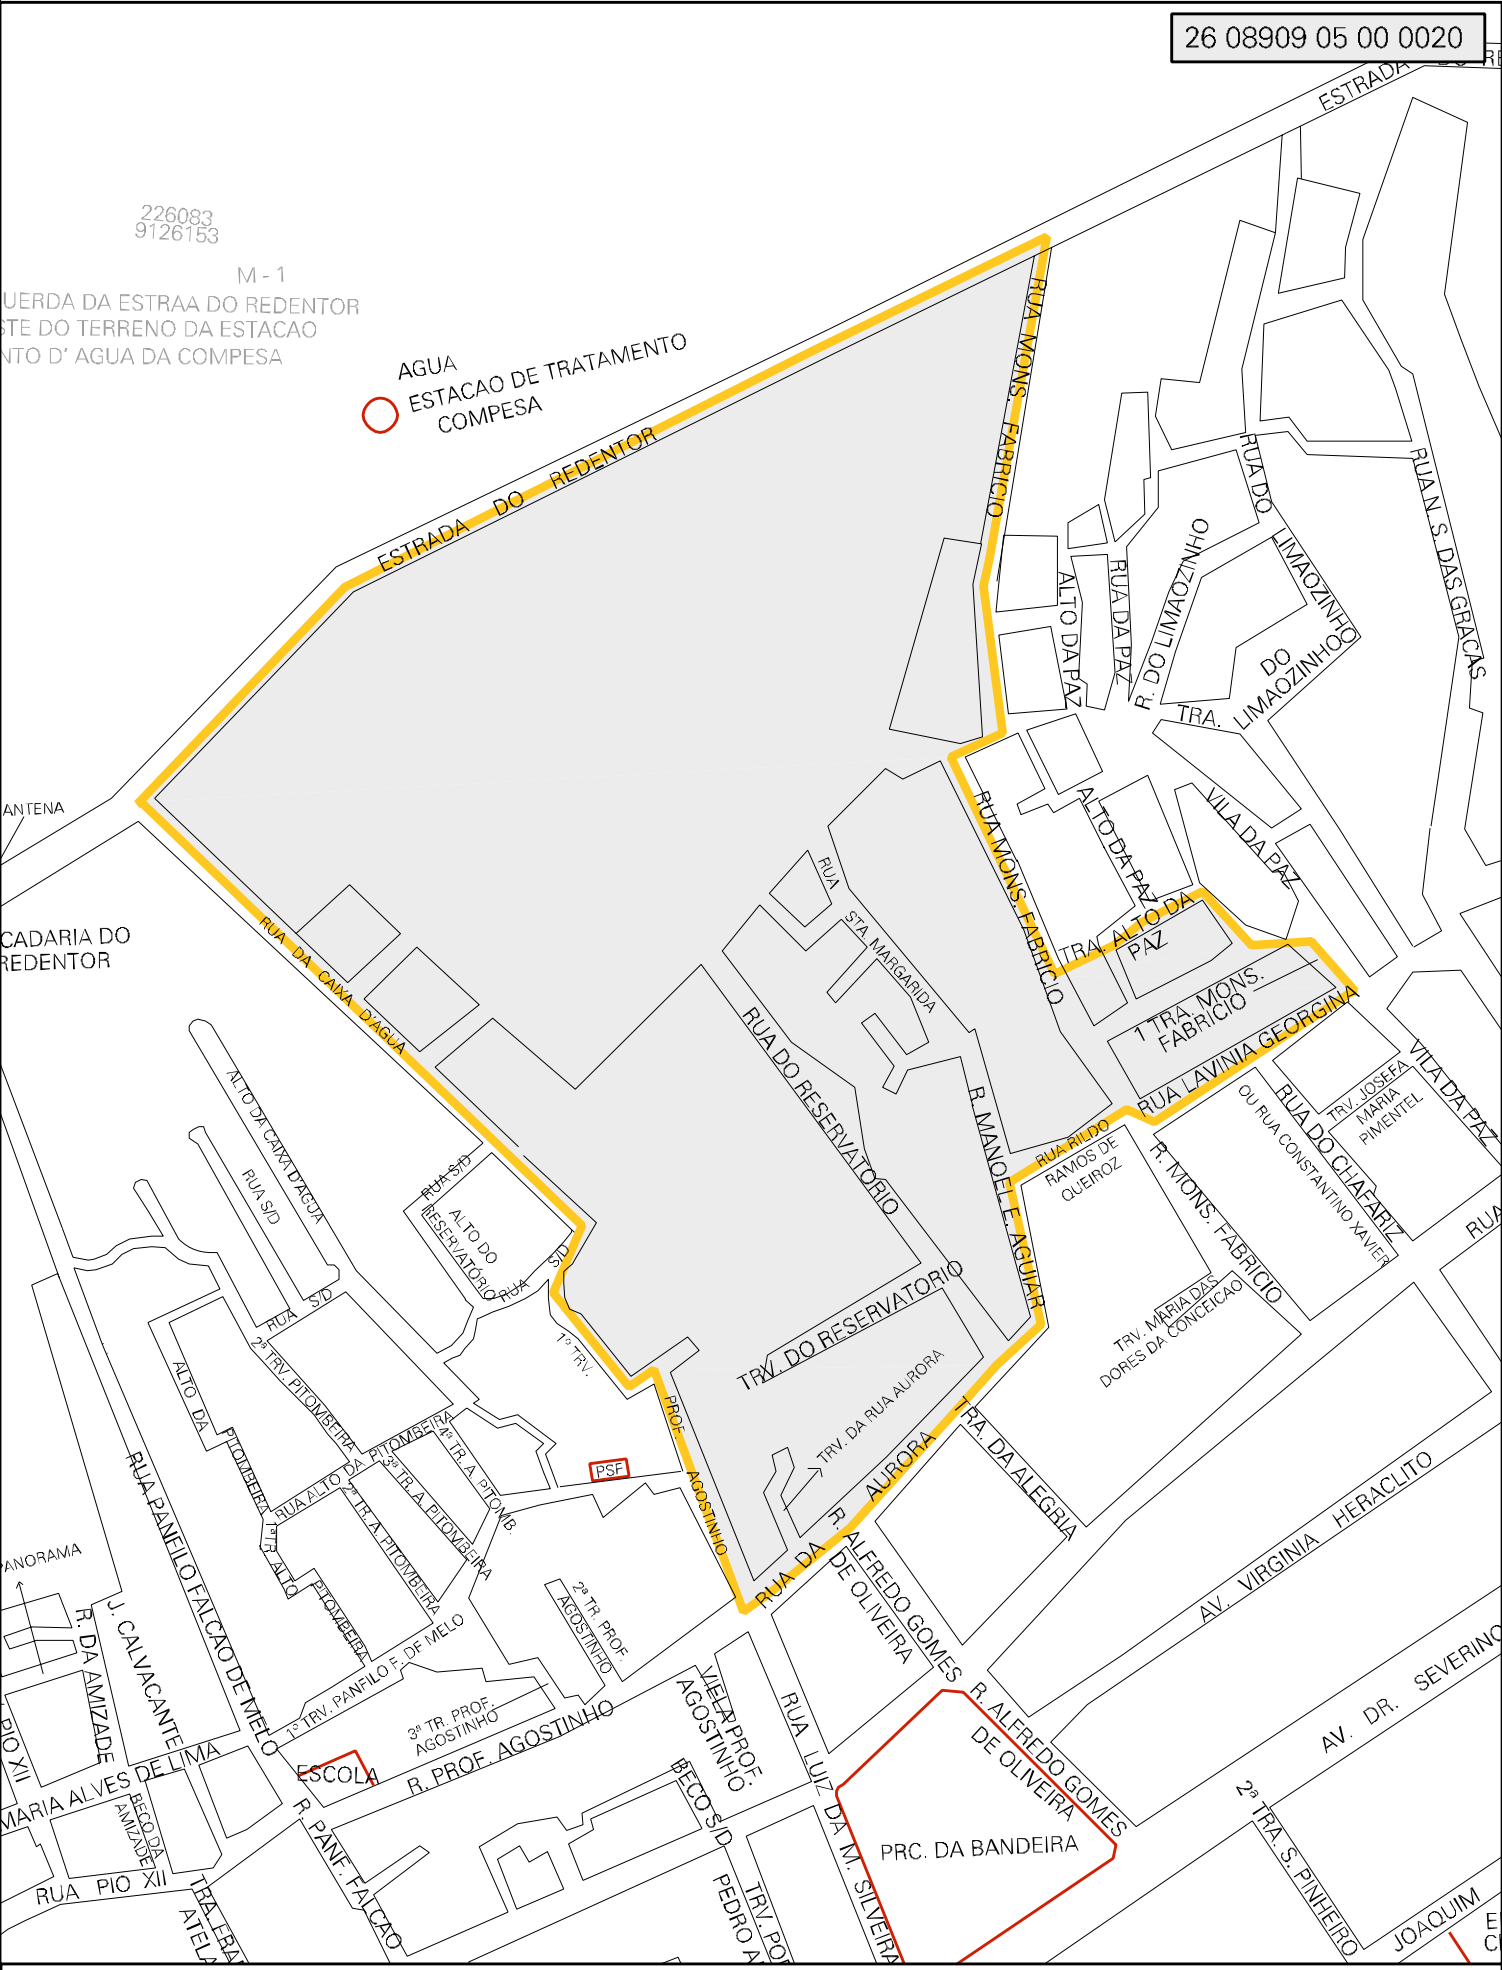 26 08909 05 00 0020
ESTRADA DO RE
226083
9126153
M - 1
UERDA DA ESTRAA DO REDENTOR
STE DO TERRENO DA ESTACAO
NTO D' AGUA DA COMPESA
AGUA
ESTACAO DE TRATAMENTO
COMPESA
ESTRADA DO REDENTOR
RUA MONS. FABRICIO
RUA DO LIMAOZINHO
RUA N. S. DAS GRACAS
R. DO LIMAOZINHO
ALTO DA PAZ
RUA DA PAZ
TRA. DO LIMAOZINHO
ANTENA
CADARIA DO
REDENTOR
RUA DA CAIXA D'AGUA
RUA MONS. FABRICIO
ALTO DA PAZ
VILA DA PAZ
TRA. ALTO DA
PAZ
1 TRA. MONS.
FABRICIO
RUA LAVINIA GEORGINA
RUA STA. MARGARIDA
RUA DO RESERVATORIO
R. MANOEL E. AGUIAR
RUA RILDO
RAMOS DE
QUEIROZ
TRV. JOSEFA
MARIA
PIMENTEL
VILA DA PAZ
RUA DO CHAFARIZ
OU RUA CONSTANTINO XAVIER
RUA
R. MONS. FABRICIO
TRV. MARIA DAS
DORES DA CONCEICAO
ALTO DA CAIXA D'AGUA
RUA S/D
RUA S/D
ALTO DO
RESERVATÓRIO
RUA S/D
RUA S/D
1º TRV.
TRV. DO RESERVATORIO
TRV. DA RUA AURORA
RUA DA AURORA
PROF. AGOSTINHO
PSF
TRA. DA ALEGRIA
AV. VIRGINIA HERACLITO
ALTO DA PITOMBEIRA
2ª TRV. PITOMBEIRA
RUA ALTO DA PITOMBEIRA
4ª TR. A. PITOMB.
3ª TR. A. PITOMBEIRA
2ª TR. A. PITOMBEIRA
1ª TR. ALTO
PITOMBEIRA
RUA PANFILO FALCAO DE MELO
PANORAMA
R. DA AMIZADE
J. CALVACANTE
PIO XII
MARIA ALVES DE LIMA
BECO DA
AMIZADE
RUA PIO XII
1º TRV. PANFILO F. DE MELO
2ª TR. PROF.
AGOSTINHO
3ª TR. PROF.
AGOSTINHO
R. PROF. AGOSTINHO
ESCOLA
R. PANF. FALCAO
VIELA PROF.
AGOSTINHO
BECO S/D
RUA LUIZ DA M. SILVEIRA
R. ALFREDO GOMES
DE OLIVEIRA
R. ALFREDO GOMES
DE OLIVEIRA
PRC. DA BANDEIRA
AV. DR. SEVERINO
2ª TRA. S. PINHEIRO
JOAQUIM